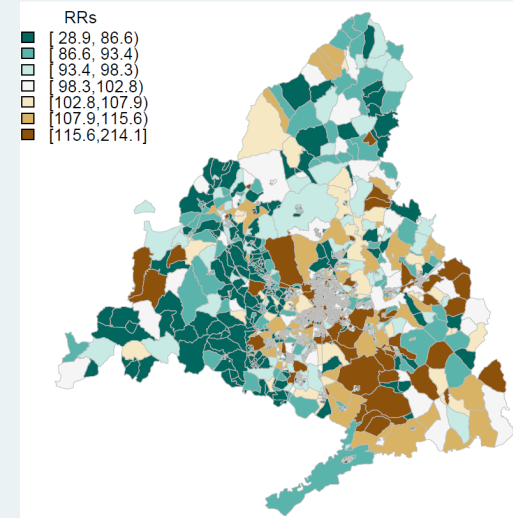 RRs
[ 28.9, 86.6)
[ 86.6, 93.4)
[ 93.4, 98.3)
[ 98.3,102.8)
[102.8,107.9)
[107.9,115.6)
[115.6,214.1]